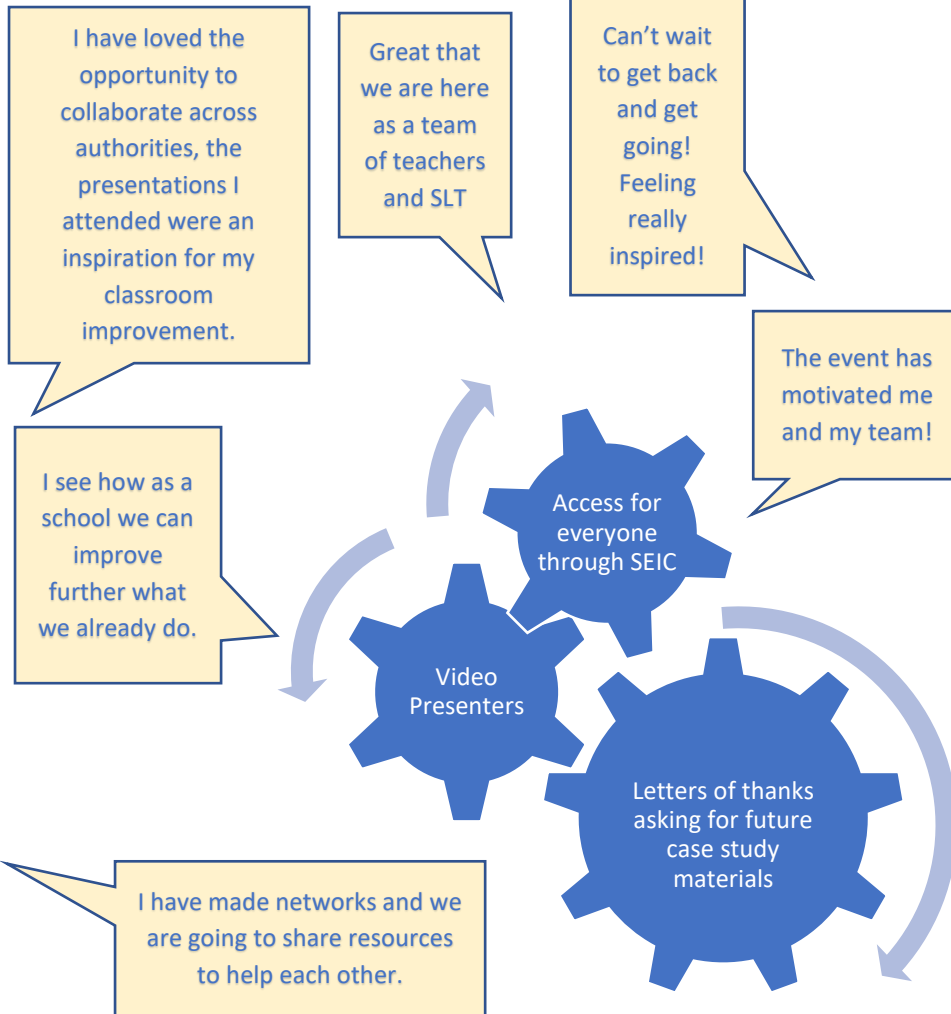 I have loved the
opportunity to
collaborate across
authorities, the
presentations I
attended were an
inspiration for my
classroom
improvement.
Great that
we are here
as a team
of teachers
and SLT
Can’t wait
to get back
and get
going!
Feeling
really
inspired!
The event has
motivated me
and my team!
I see how as a
school we can
improve
further what
we already do.
Access for
everyone
through SEIC
Video
Presenters
Letters of thanks
asking for future
case study
materials
I have made networks and we
are going to share resources
to help each other.